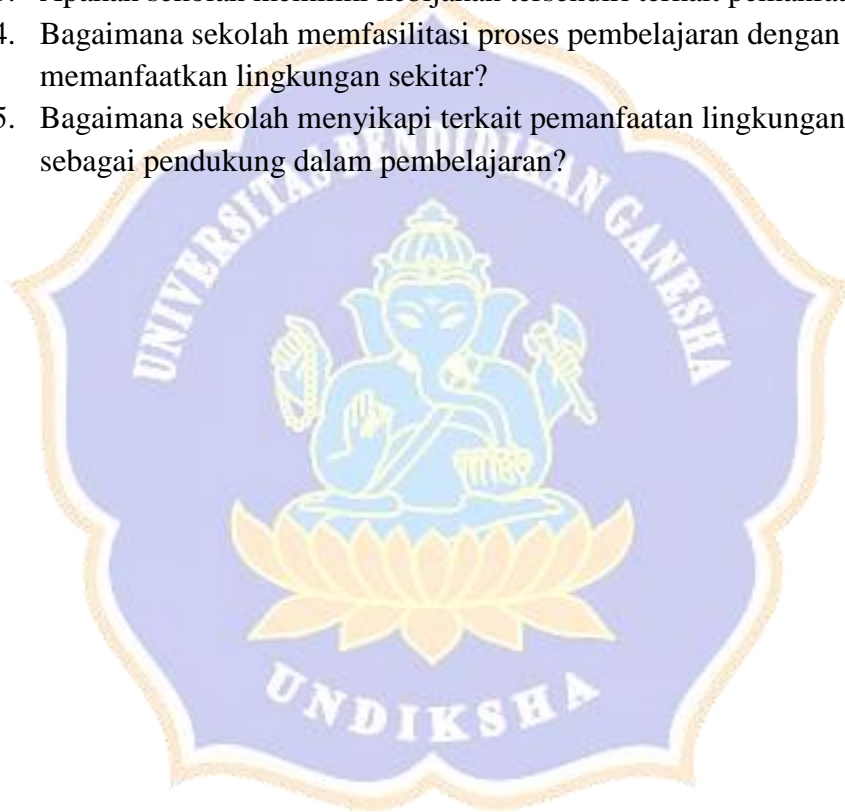 4. Bagaimana sekolah memfasilitasi proses pembelajaran dengan
memanfaatkan lingkungan sekitar?
5. Bagaimana sekolah menyikapi terkait pemanfaatan lingkungan
sebagai pendukung dalam pembelajaran?
UNIVERSITAS PENDIDIKAN GANESHA
UNDIKSHA